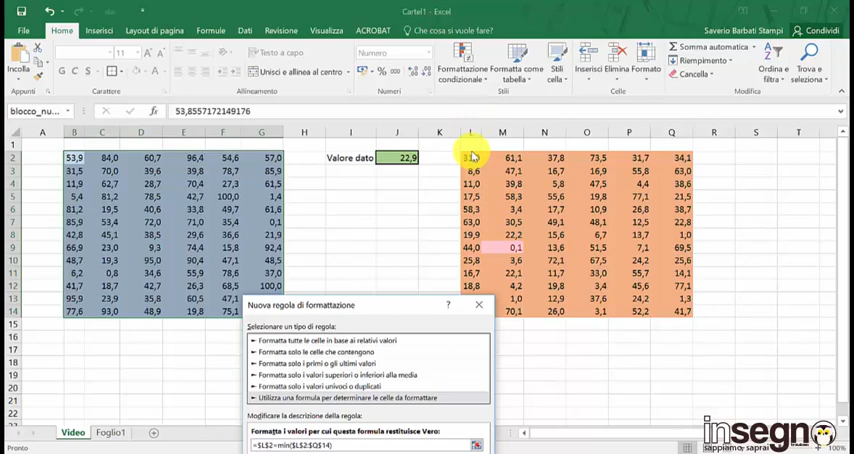 Cartel1 - Excel
File Home Inserisci Layout di pagina Formule Dati Revisione Visualizza ACROBAT Che cosa si vuole fare? Saverio Barbati Stampi Condividi
Incolla
Appunti
11
G C S
Carattere
Testo a capo
Unisci e allinea al centro
Allineamento
Numero
%
Numeri
Formattazione condizionale
Formatta come tabella
Stili cella
Stili
Inserisci Elimina Formato
Celle
Somma automatica
Riempimento
Cancella
Ordina e filtra
Trova e seleziona
Modifica
blocco_nu... fx 53,8557172149176
A B C D E F G H I J K L M N O P Q R S T
1
2 53,9 84,0 60,7 96,4 54,6 57,0 Valore dato 22,9 61,1 37,8 73,5 31,7 34,1
3 31,5 70,0 39,6 39,8 78,7 85,9 8,6 47,1 16,7 16,9 55,8 63,0
4 11,9 62,7 28,7 70,4 27,3 61,5 11,0 39,8 5,8 47,5 4,4 38,6
5 5,4 81,2 78,5 42,7 100,0 1,4 17,5 58,3 55,6 19,8 77,1 21,5
6 81,2 19,5 40,6 33,8 49,7 61,6 58,3 3,4 17,7 10,9 26,8 38,7
7 85,9 53,4 72,0 71,0 35,4 0,1 63,0 30,5 49,1 48,1 12,5 22,8
8 42,8 45,1 38,5 29,6 36,6 21,9 19,9 22,2 15,6 6,7 13,7 1,0
9 66,9 23,0 9,3 74,4 15,8 92,4 44,0 0,1 13,6 51,5 7,1 69,5
10 48,7 19,3 95,0 90,4 47,1 48,5 25,8 3,6 72,1 67,5 24,2 25,6
11 6,2 0,8 34,6 55,9 78,6 37,0 16,7 22,1 11,7 33,0 55,7 14,1
12 41,7 18,7 42,7 30,6 52,6 100,0 18,8 4,2 19,8 3,4 45,6 77,1
13 95,9 23,9 35,8 60,5 47,1 1,0 12,9 37,6 24,2 1,3
14 77,6 93,0 48,9 19,8 75,1 70,1 26,0 3,1 52,2 41,7
15
16
17
18
19
20
21
22
Nuova regola di formattazione ?
Selezionare un tipo di regola:
Formatta tutte le celle in base ai relativi valori
Formatta solo le celle che contengono
Formatta solo i primi o gli ultimi valori
Formatta solo i valori superiori o inferiori alla media
Formatta solo i valori univoci o duplicati
Utilizza una formula per determinare le celle da formattare
Modificare la descrizione della regola:
Formatta i valori per cui questa formula restituisce Vero:
=$L$2=min($L$2:$Q$14)
Video Foglio1
Pronto
100%
insegno
sappiamo, saprai